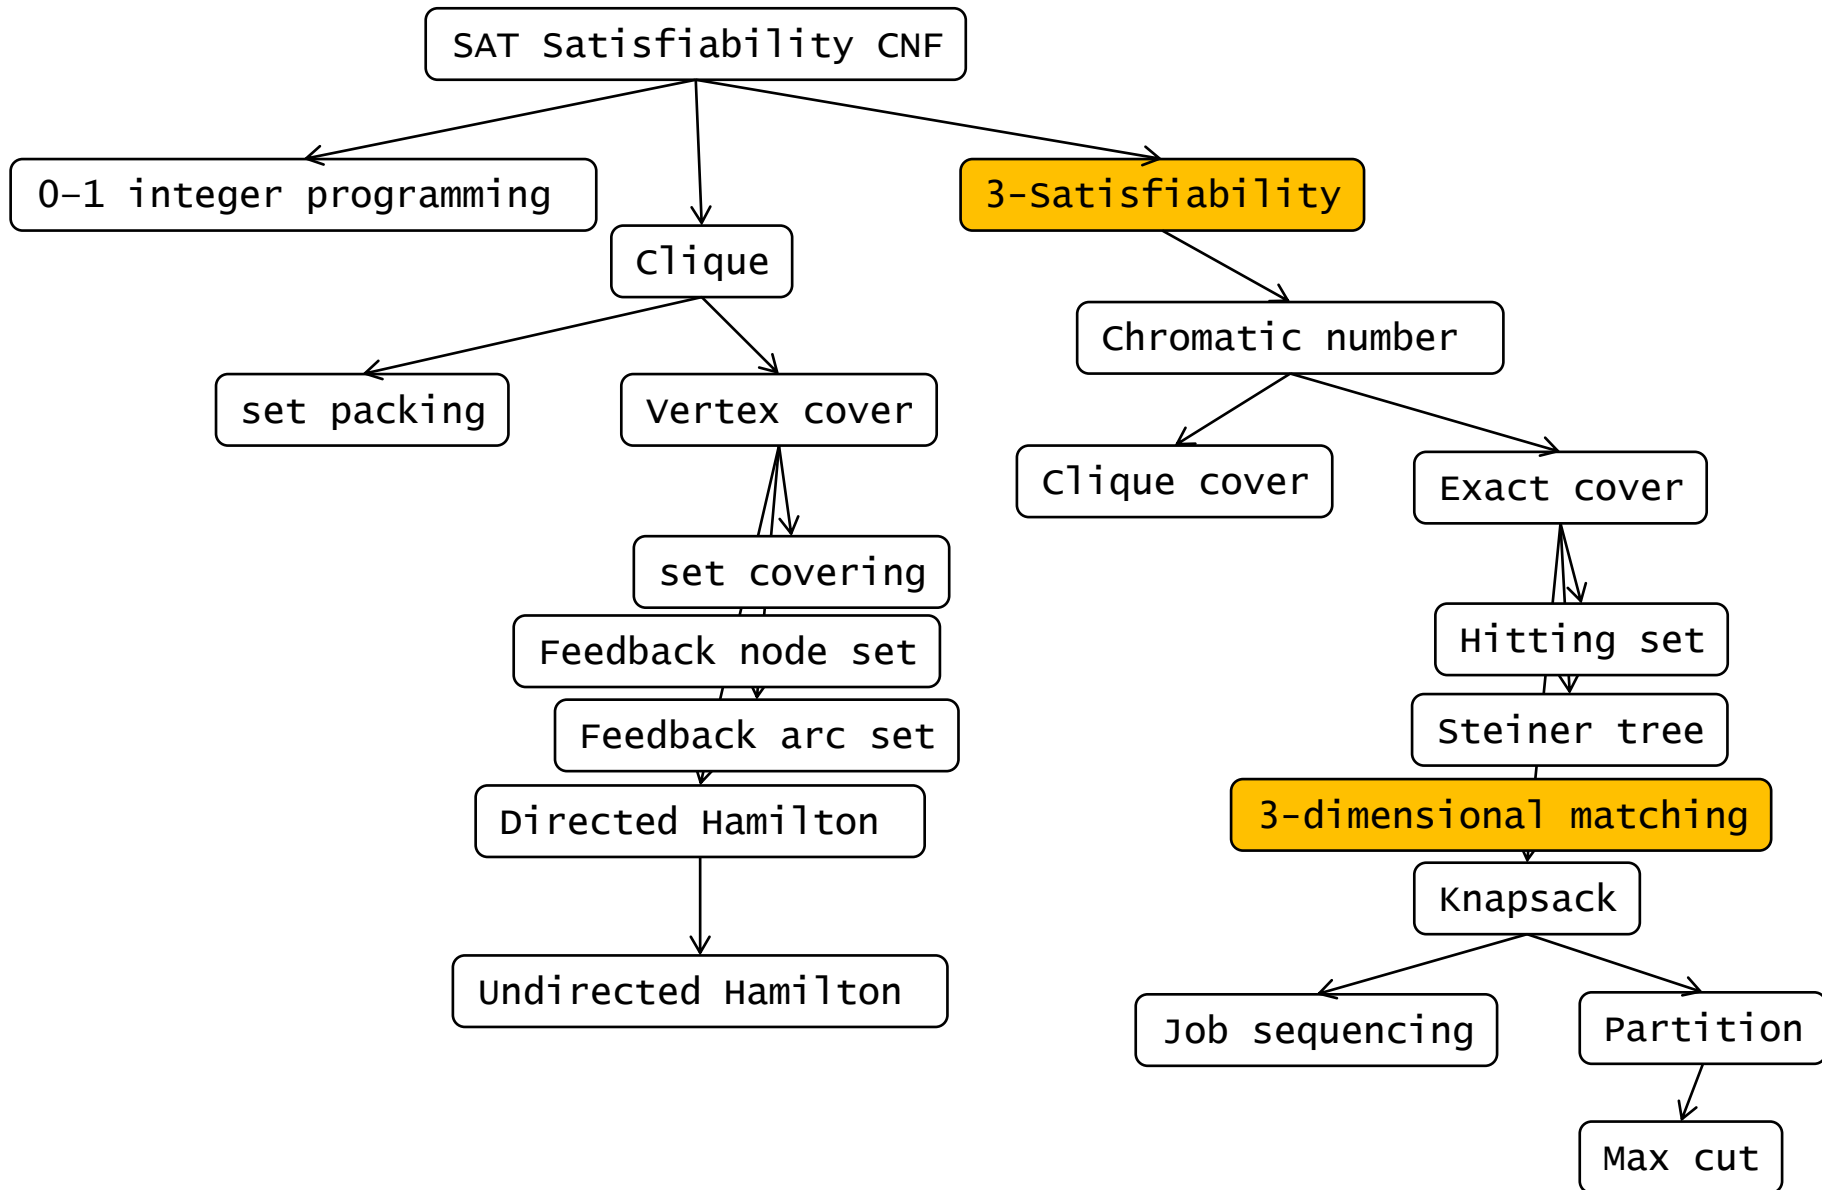 SAT Satisfiability CNF
0–1 integer programming
3-Satisfiability
Clique
Chromatic number
set packing
Vertex cover
Clique cover
Exact cover
set covering
Hitting set
Feedback node set
Steiner tree
Feedback arc set
3-dimensional matching
Directed Hamilton
Knapsack
Undirected Hamilton
Job sequencing
Partition
Max cut